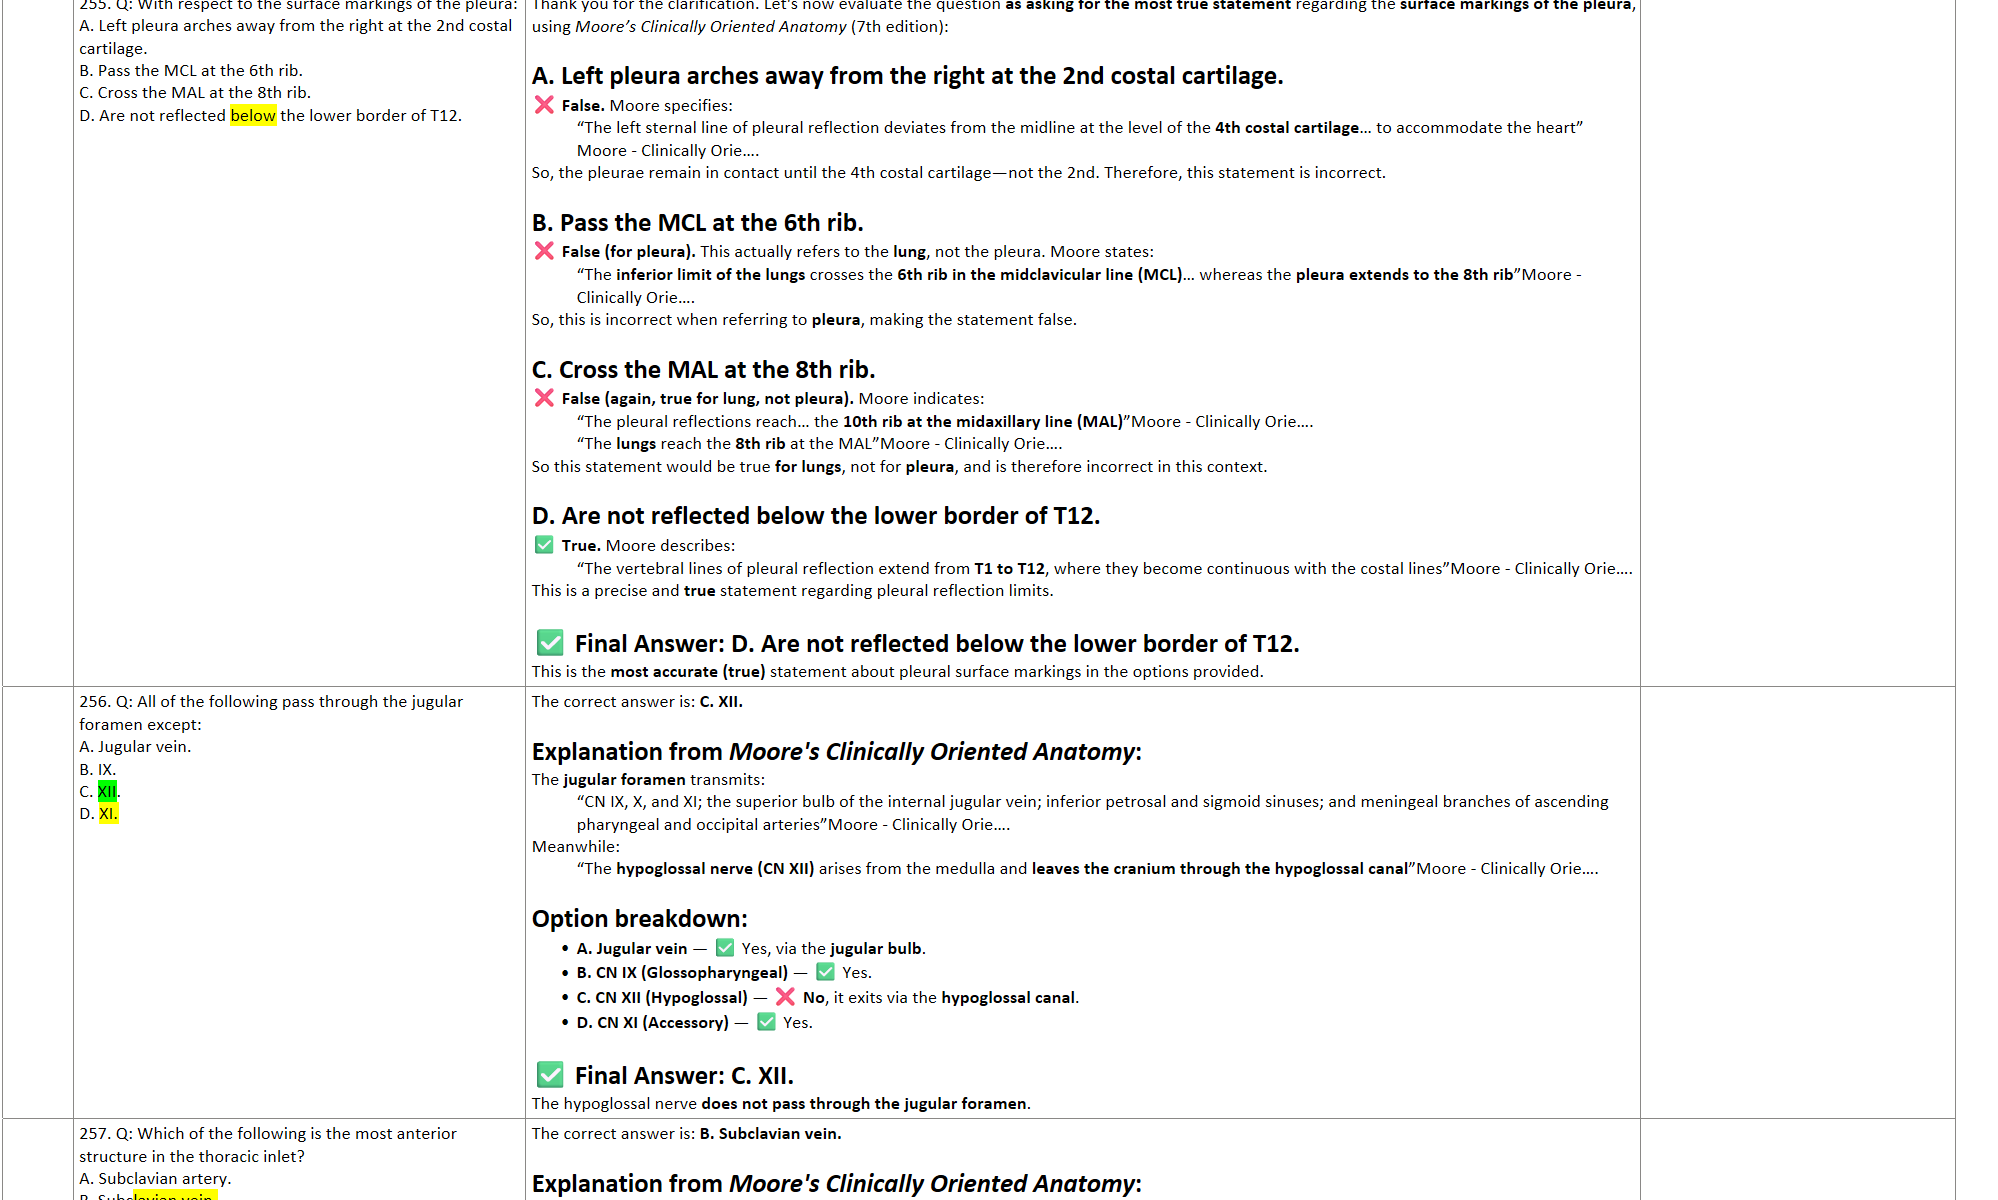 255. Q: With respect to the surface markings of the pleura:
A. Left pleura arches away from the right at the 2nd costal
cartilage.
B. Pass the MCL at the 6th rib.
C. Cross the MAL at the 8th rib.
D. Are not reflected below the lower border of T12.
Thank you for the clarification. Let's now evaluate the question as asking for the most true statement regarding the surface markings of the pleura,
using Moore's Clinically Oriented Anatomy (7th edition):
A. Left pleura arches away from the right at the 2nd costal cartilage.
❌ False. Moore specifies:
“The left sternal line of pleural reflection deviates from the midline at the level of the 4th costal cartilage… to accommodate the heart”
Moore - Clinically Orie….
So, the pleurae remain in contact until the 4th costal cartilage—not the 2nd. Therefore, this statement is incorrect.
B. Pass the MCL at the 6th rib.
❌ False (for pleura). This actually refers to the lung, not the pleura. Moore states:
“The inferior limit of the lungs crosses the 6th rib in the midclavicular line (MCL)… whereas the pleura extends to the 8th rib”Moore -
Clinically Orie….
So, this is incorrect when referring to pleura, making the statement false.
C. Cross the MAL at the 8th rib.
❌ False (again, true for lung, not pleura). Moore indicates:
“The pleural reflections reach… the 10th rib at the midaxillary line (MAL)”Moore - Clinically Orie….
“The lungs reach the 8th rib at the MAL”Moore - Clinically Orie….
So this statement would be true for lungs, not for pleura, and is therefore incorrect in this context.
D. Are not reflected below the lower border of T12.
✅ True. Moore describes:
“The vertebral lines of pleural reflection extend from T1 to T12, where they become continuous with the costal lines”Moore - Clinically Orie….
This is a precise and true statement regarding pleural reflection limits.
✅ Final Answer: D. Are not reflected below the lower border of T12.
This is the most accurate (true) statement about pleural surface markings in the options provided.
256. Q: All of the following pass through the jugular
foramen except:
A. Jugular vein.
B. IX.
C. XII.
D. XI.
The correct answer is: C. XII.
Explanation from Moore's Clinically Oriented Anatomy:
The jugular foramen transmits:
“CN IX, X, and XI; the superior bulb of the internal jugular vein; inferior petrosal and sigmoid sinuses; and meningeal branches of ascending
pharyngeal and occipital arteries”Moore - Clinically Orie….
Meanwhile:
“The hypoglossal nerve (CN XII) arises from the medulla and leaves the cranium through the hypoglossal canal”Moore - Clinically Orie….
Option breakdown:
• A. Jugular vein — ✅ Yes, via the jugular bulb.
• B. CN IX (Glossopharyngeal) — ✅ Yes.
• C. CN XII (Hypoglossal) — ❌ No, it exits via the hypoglossal canal.
• D. CN XI (Accessory) — ✅ Yes.
✅ Final Answer: C. XII.
The hypoglossal nerve does not pass through the jugular foramen.
257. Q: Which of the following is the most anterior
structure in the thoracic inlet?
A. Subclavian artery.
B. Subclavian vein.
The correct answer is: B. Subclavian vein.
Explanation from Moore's Clinically Oriented Anatomy: